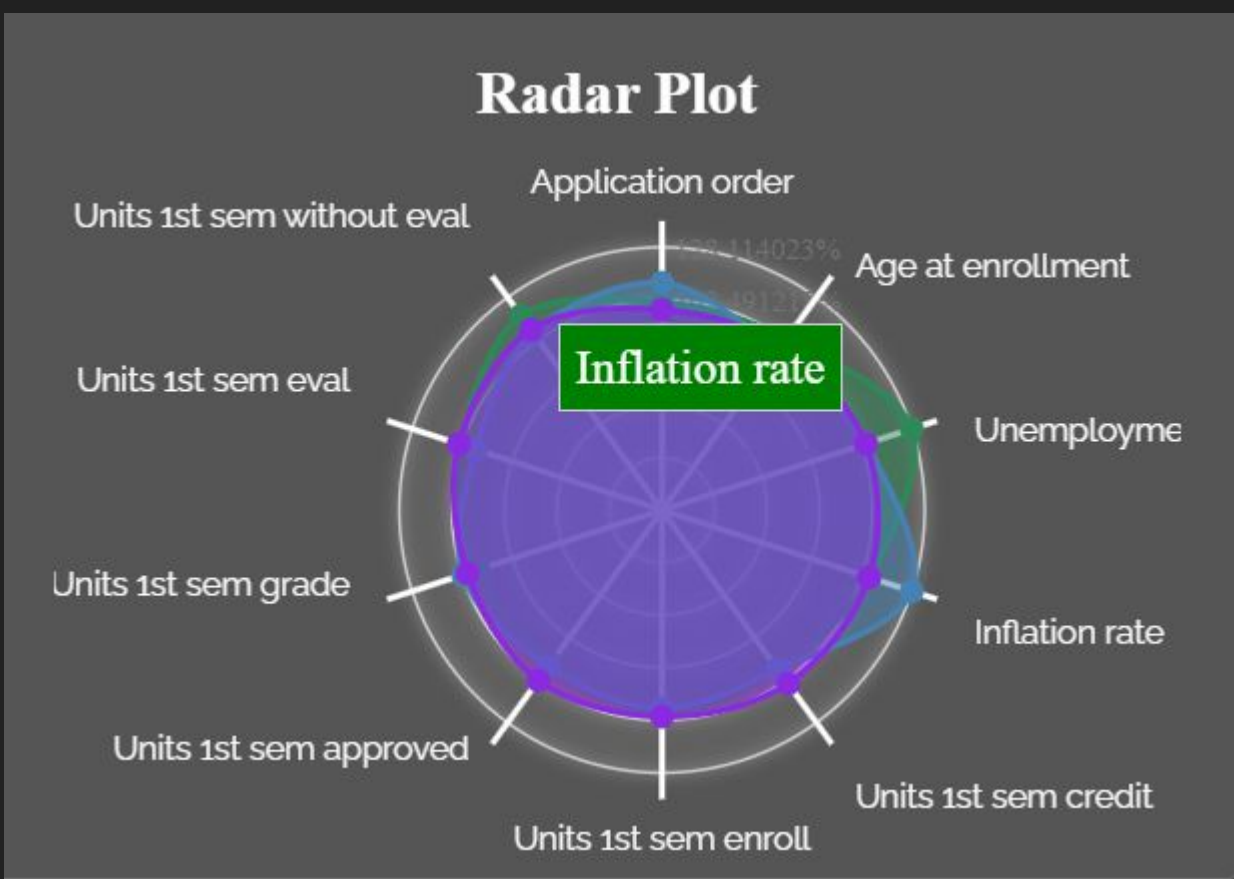 Radar Plot
Application order
Units 1st sem without eval
Age at enrollment
Inflation rate
Units 1st sem eval
Unemployme
Units 1st sem grade
Inflation rate
Units 1st sem approved
Units 1st sem credit
Units 1st sem enroll